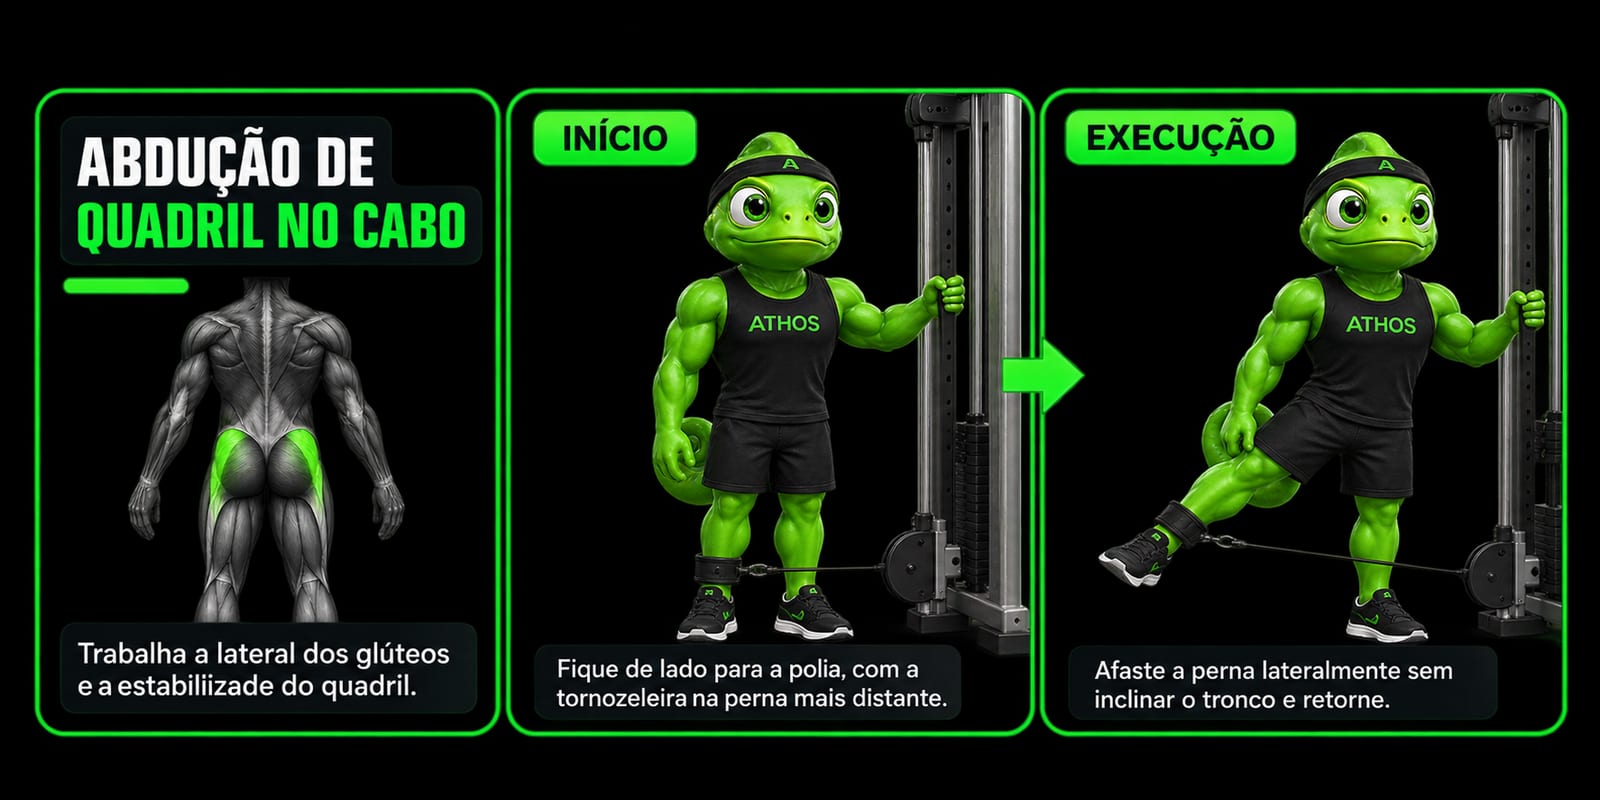 ABDUÇÃO DE
QUADRIL NO CABO
Trabalha a lateral dos glúteos
e a estabiliizade do quadril.
INÍCIO
A
ATHOS
Fique de lado para a polia, com a
tornozeleira na perna mais distante.
EXECUÇÃO
A
ATHOS
Afaste a perna lateralmente sem
inclinar o tronco e retorne.